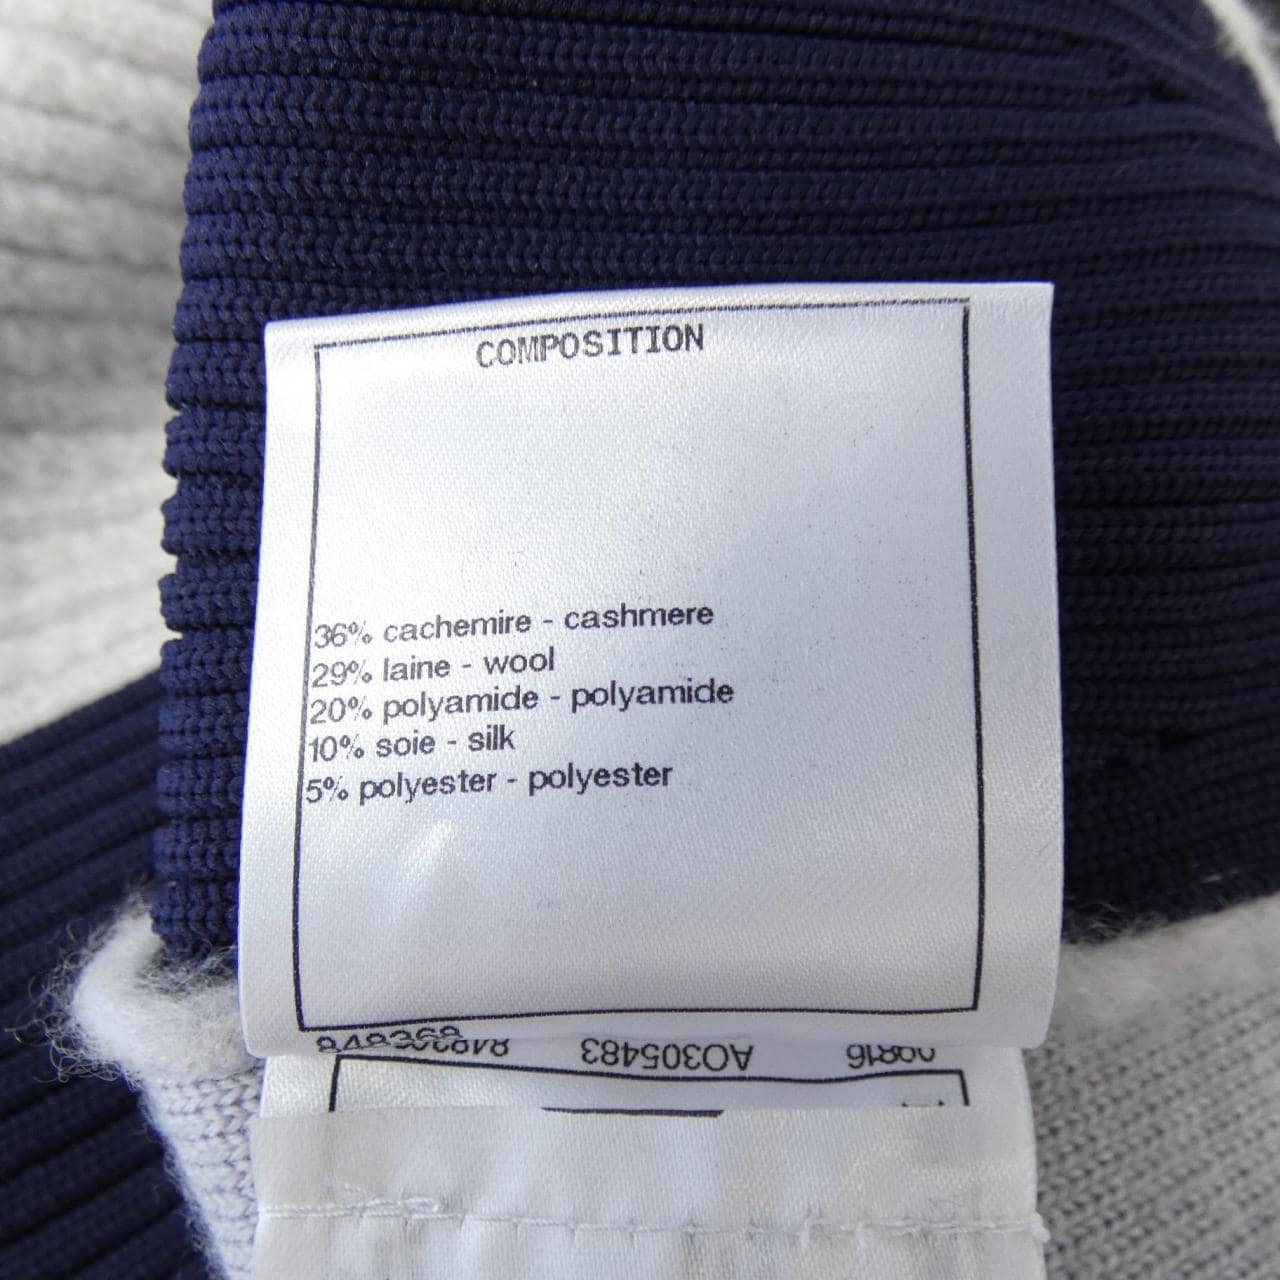 COMPOSITION
36% cachemire - cashmere
29% laine - wool
20% polyamide - polyamide
10% soie - silk
5% polyester - polyester
AO305483